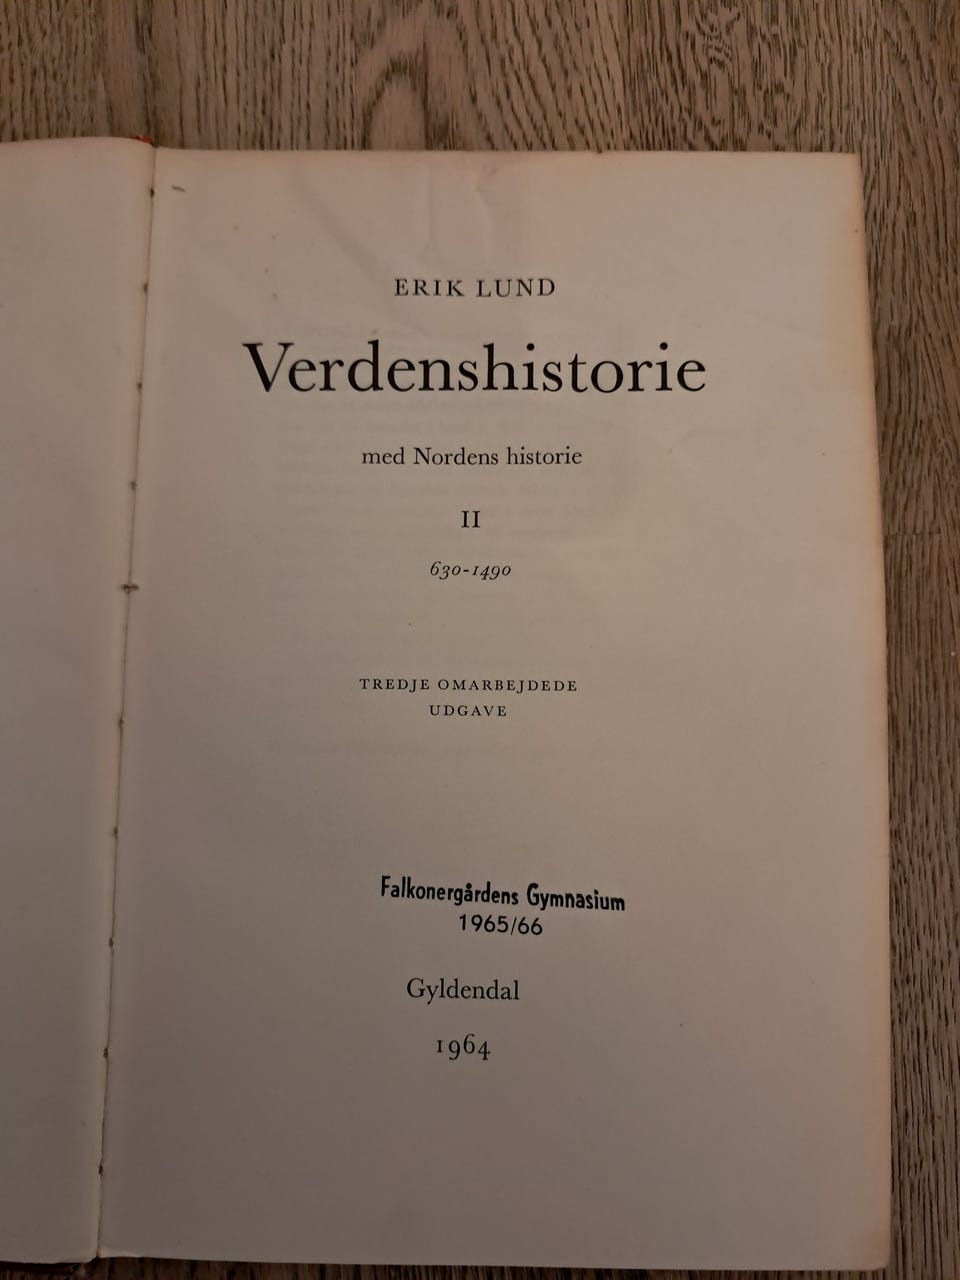 ERIK LUND
Verdenshistorie
med Nordens historie
II
630-1490
TREDJE OMARBEJDEDE
UDGAVE
Falkonergårdens Gymnasium
1965/66
Gyldendal
1964